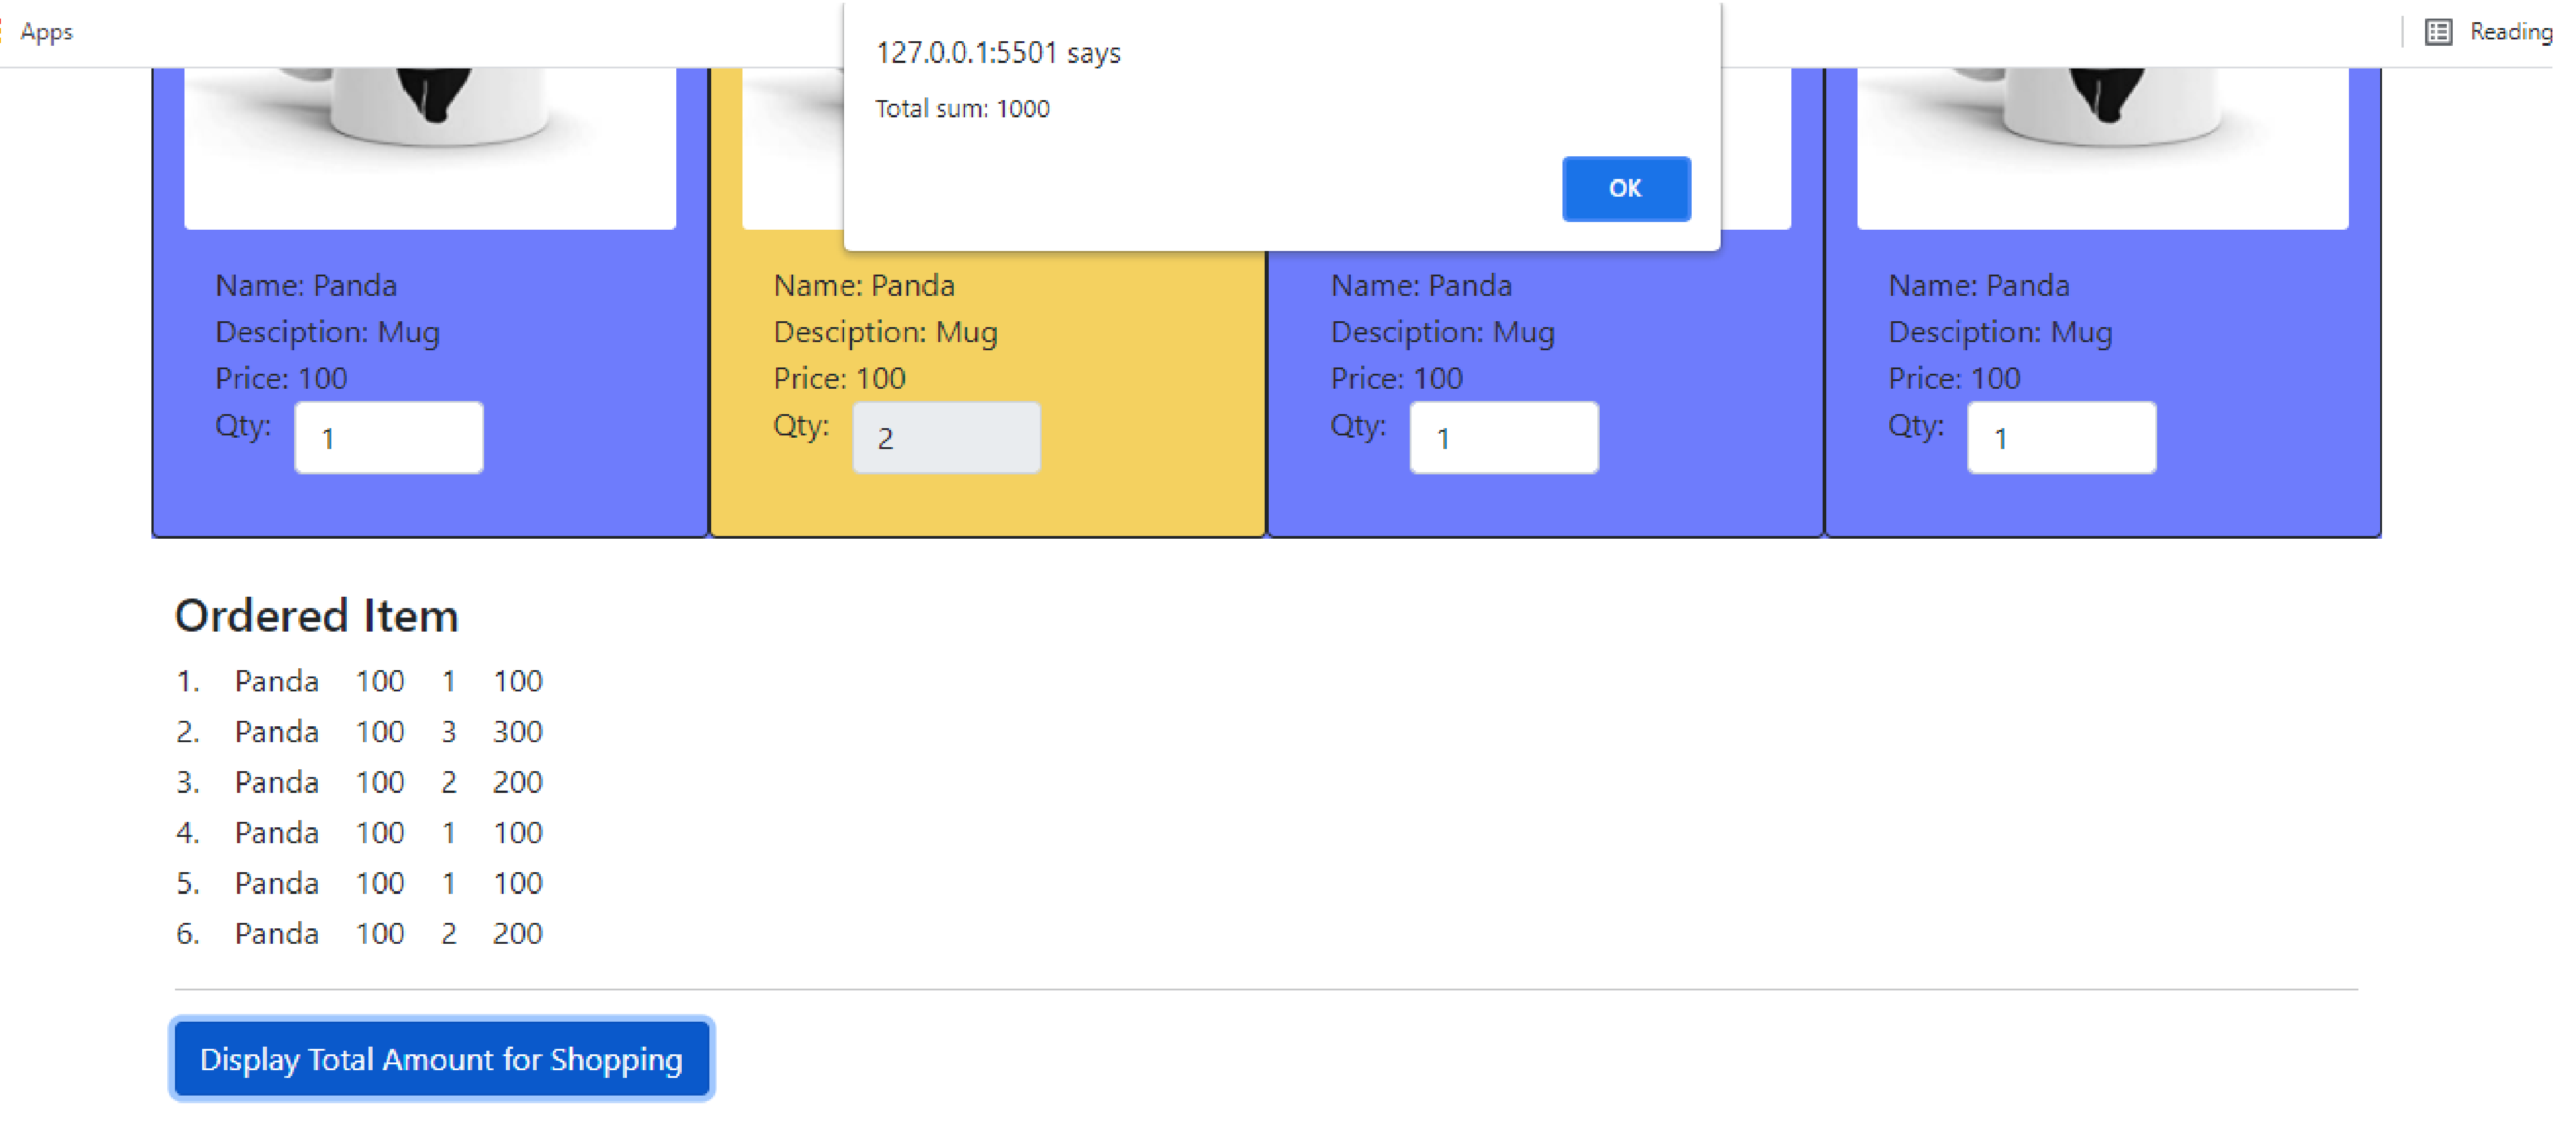 Apps
Reading
127.0.0.1:5501 says
Total sum: 1000
OK
Name: Panda
Desciption: Mug
Price: 100
Qty: 1
Name: Panda
Desciption: Mug
Price: 100
Qty: 2
Name: Panda
Desciption: Mug
Price: 100
Qty: 1
Name: Panda
Desciption: Mug
Price: 100
Qty: 1
Ordered Item
1. Panda 100 1 100
2. Panda 100 3 300
3. Panda 100 2 200
4. Panda 100 1 100
5. Panda 100 1 100
6. Panda 100 2 200
Display Total Amount for Shopping